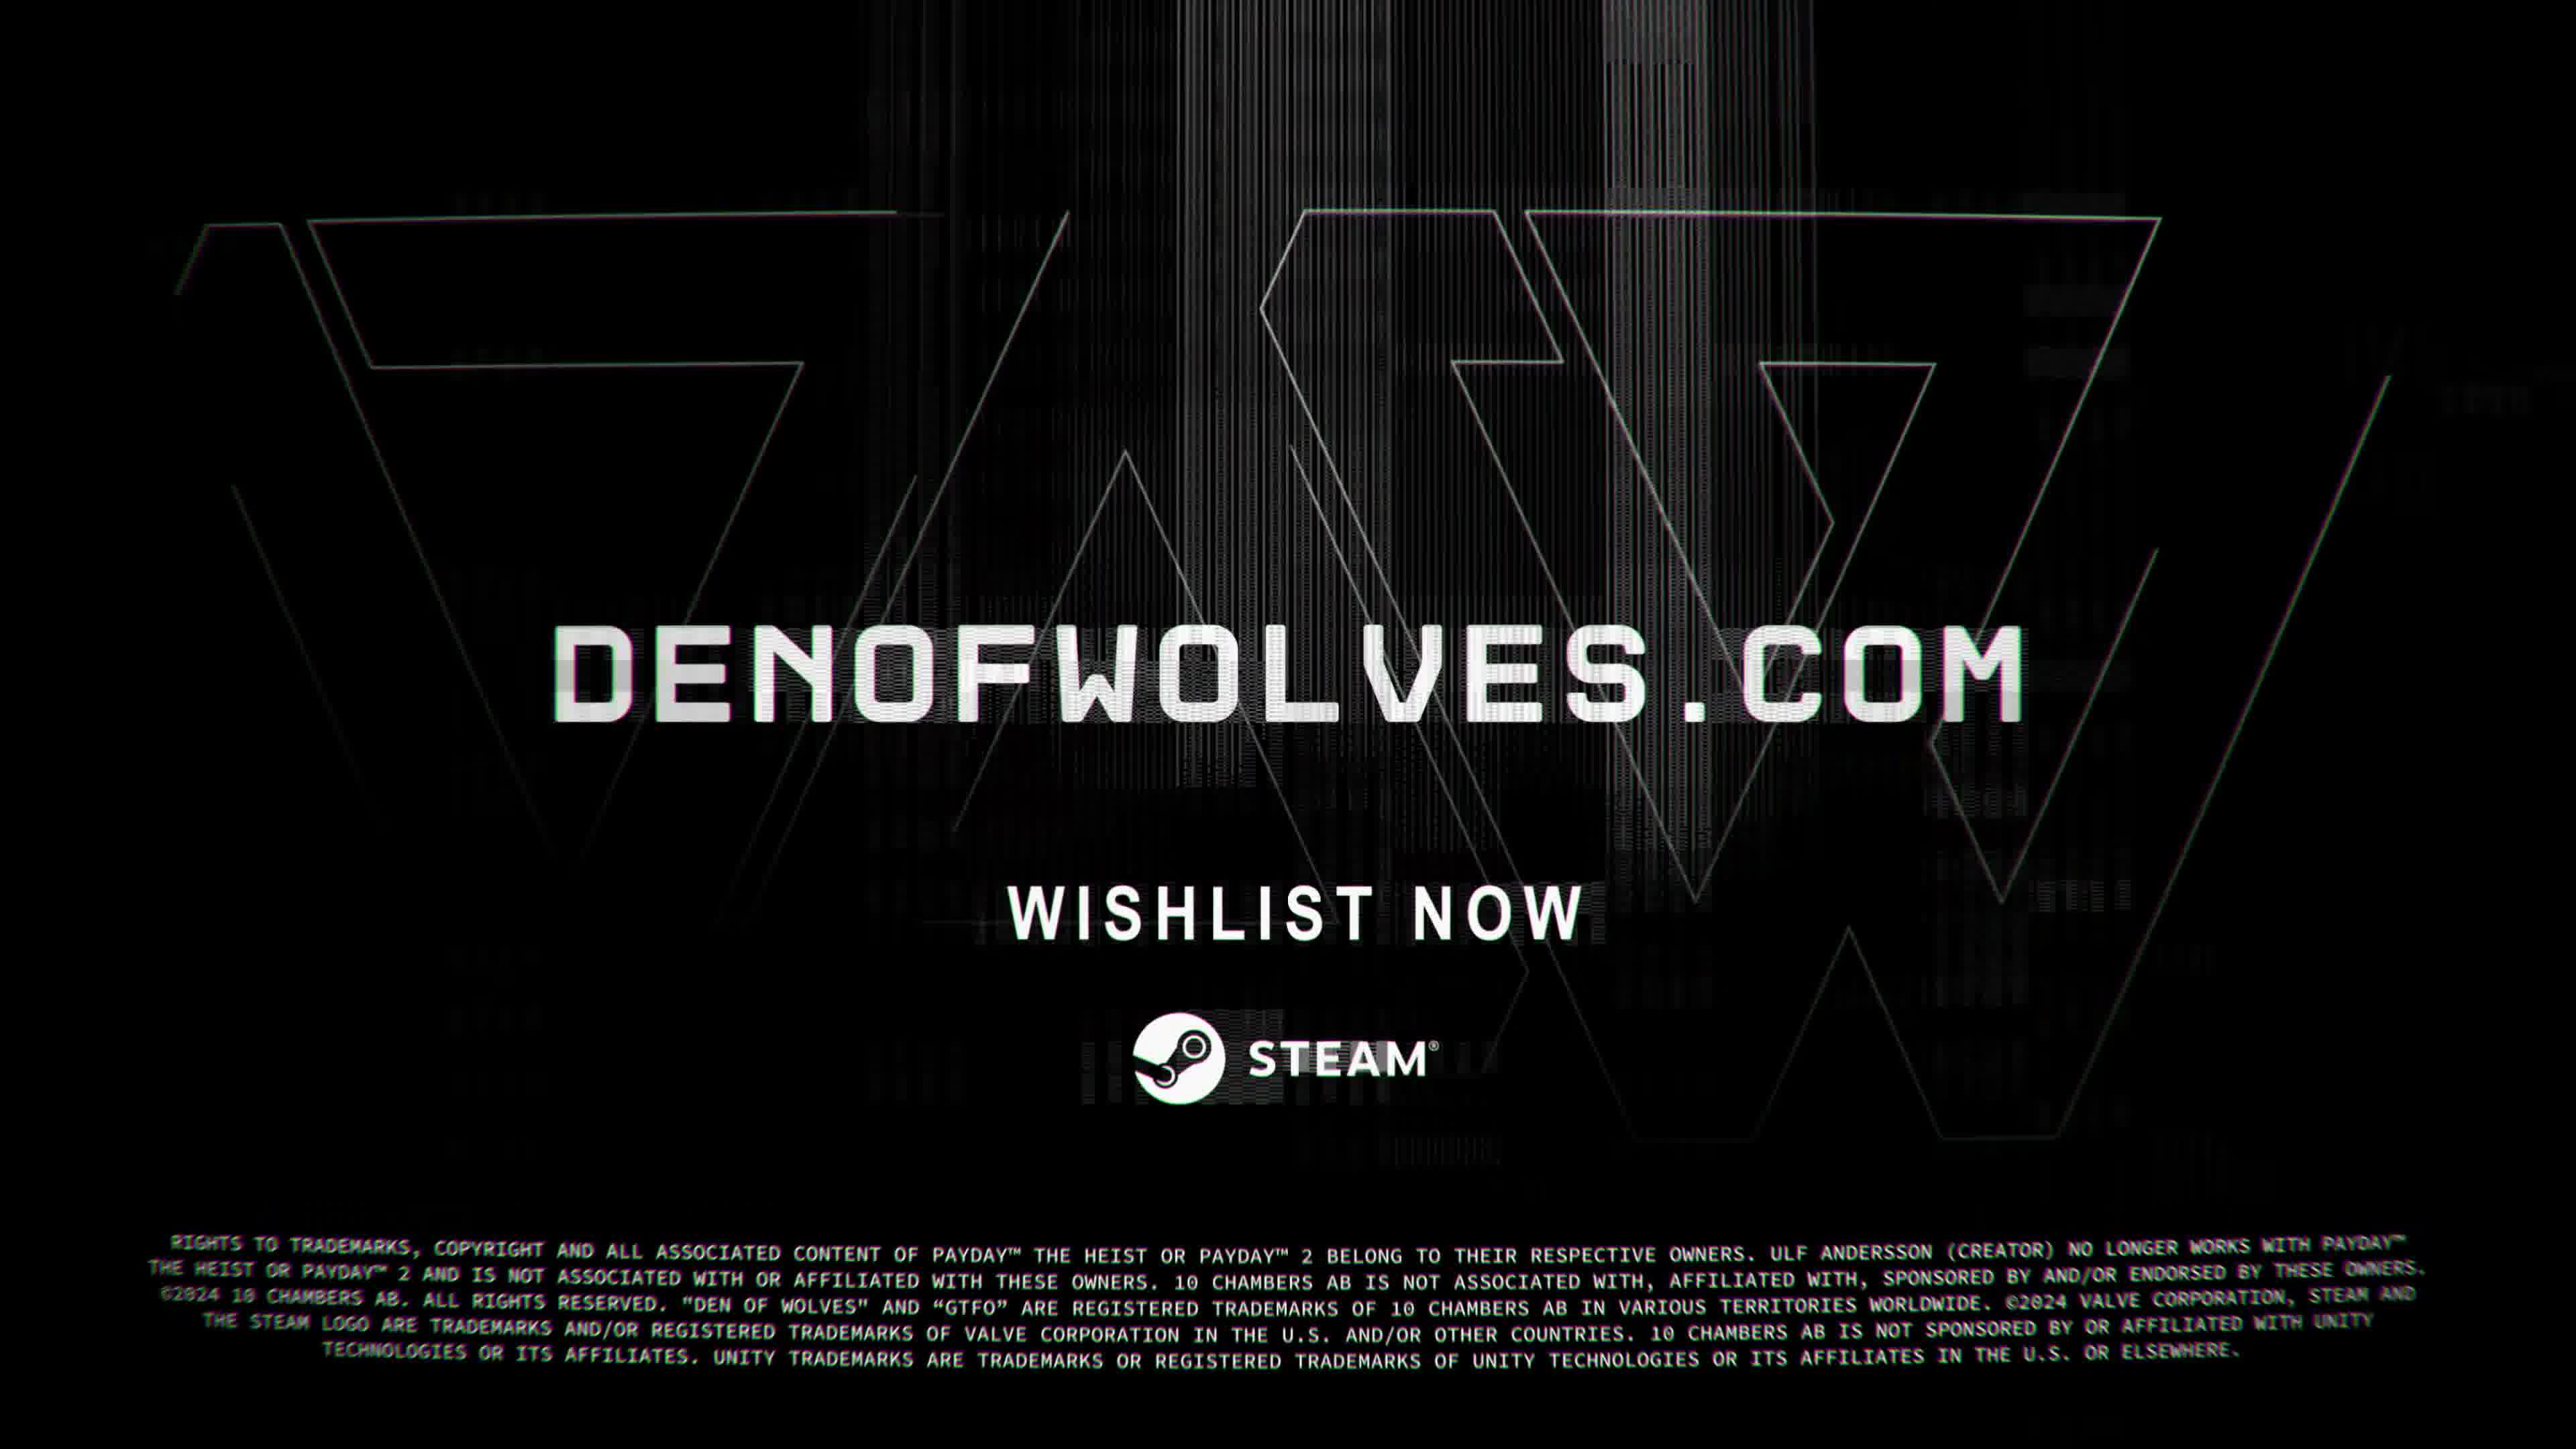 DENOFWOLVES.COM
WISHLIST NOW
STEAM®
RIGHTS TO TRADEMARKS, COPYRIGHT AND ALL ASSOCIATED CONTENT OF PAYDAY™ THE HEIST OR PAYDAY™ 2 BELONG TO THEIR RESPECTIVE OWNERS. ULF ANDERSSON (CREATOR) NO LONGER WORKS WITH PAYDAY™
THE HEIST OR PAYDAY™ 2 AND IS NOT ASSOCIATED WITH OR AFFILIATED WITH THESE OWNERS. 10 CHAMBERS AB IS NOT ASSOCIATED WITH, AFFILIATED WITH, SPONSORED BY AND/OR ENDORSED BY THESE OWNERS.
©2024 10 CHAMBERS AB. ALL RIGHTS RESERVED. “DEN OF WOLVES” AND “GTFO” ARE REGISTERED TRADEMARKS OF 10 CHAMBERS AB IN VARIOUS TERRITORIES WORLDWIDE. ©2024 VALVE CORPORATION, STEAM AND
THE STEAM LOGO ARE TRADEMARKS AND/OR REGISTERED TRADEMARKS OF VALVE CORPORATION IN THE U.S. AND/OR OTHER COUNTRIES. 10 CHAMBERS AB IS NOT SPONSORED BY OR AFFILIATED WITH UNITY
TECHNOLOGIES OR ITS AFFILIATES. UNITY TRADEMARKS ARE TRADEMARKS OR REGISTERED TRADEMARKS OF UNITY TECHNOLOGIES OR ITS AFFILIATES IN THE U.S. OR ELSEWHERE.